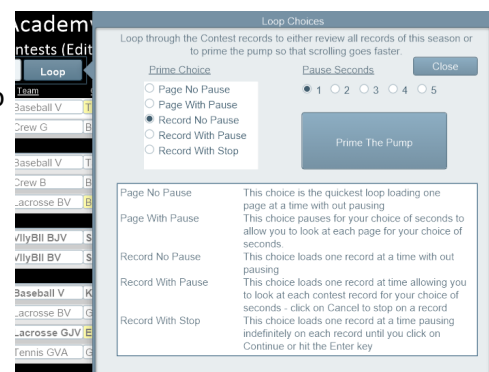 Academy
Loop Choices
ntests (Edit
Loop through the Contest records to either review all records of this season or
to prime the pump so that scrolling goes faster.
Loop
Prime Choice
Pause Seconds
Close
Team
Page No Pause
Page With Pause
Record No Pause
Record With Pause
Record With Stop
1 2 3 4 5
Prime The Pump
Baseball V T
Crew G B
Baseball V T
Crew B B
Lacrosse BV B
VllyBll BJV S
VllyBll BV S
Baseball V K
Lacrosse BV G
Lacrosse GJV E
Tennis GVA G
Page No Pause This choice is the quickest loop loading one
page at a time with out pausing
Page With Pause This choice pauses for your choice of seconds to
allow you to look at each page for your choice of
seconds.
Record No Pause This choice loads one record at a time with out
pausing
Record With Pause This choice loads one record at time allowing you
to look at each contest record for your choice of
seconds - click on Cancel to stop on a record
Record With Stop This choice loads one record at a time pausing
indefinitely on each record until you click on
Continue or hit the Enter key